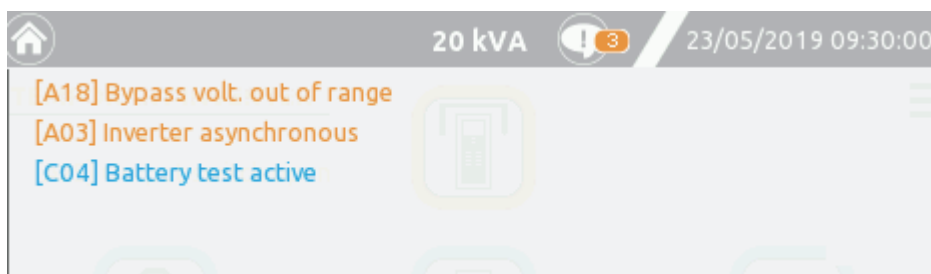 20 kVA
3
23/05/2019 09:30:00
[A18] Bypass volt. out of range
[A03] Inverter asynchronous
[C04] Battery test active